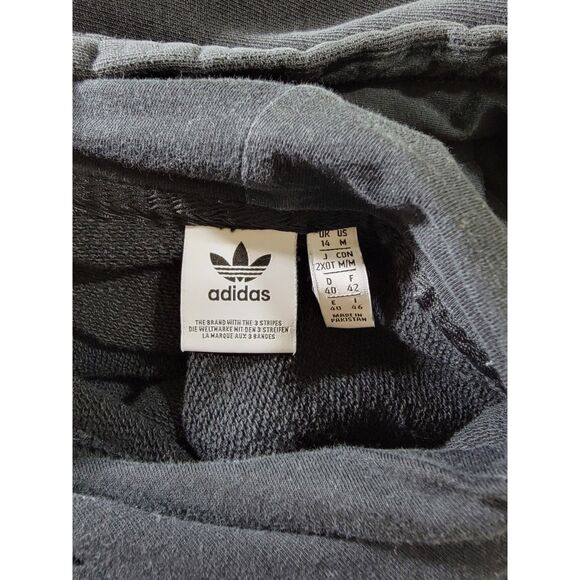 adidas
THE BRAND WITH THE 3 STRIPES
DIE WELTMARKE MIT DEN 3 STREIFEN
LA MARQUE AUX 3 BANDES
UK US
14 M
J CDN
2XOT M/M
D F
40 42
E I
40 46
MADE IN
PAKISTAN